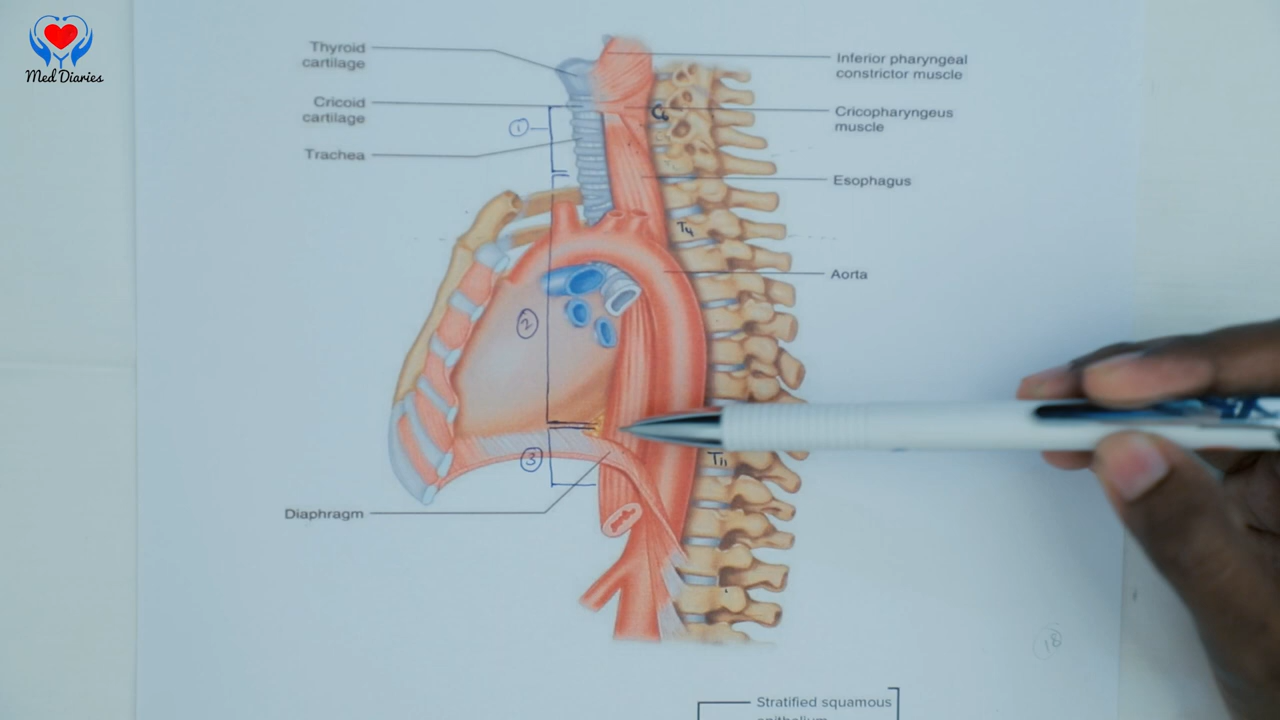 Med Diaries
Thyroid
cartilage
Inferior pharyngeal
constrictor muscle
Cricoid
cartilage
C6
Cricopharyngeus
muscle
1
Trachea
Esophagus
T4
Aorta
2
3
T11
Diaphragm
18
Stratified squamous
epithelium